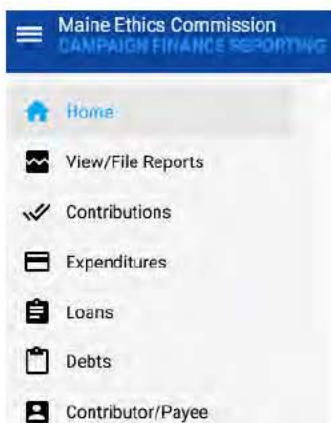 Maine Ethics Commission
CAMPAIGN FINANCE REPORTING
Home
View/File Reports
Contributions
Expenditures
Loans
Debts
Contributor/Payee